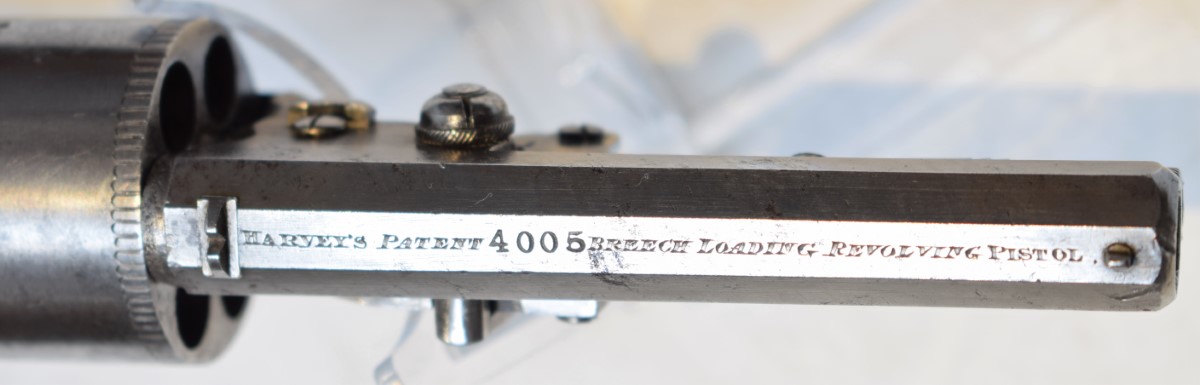 HARVEY'S PATENT 4005 BREECH LOADING REVOLVING PISTOL.